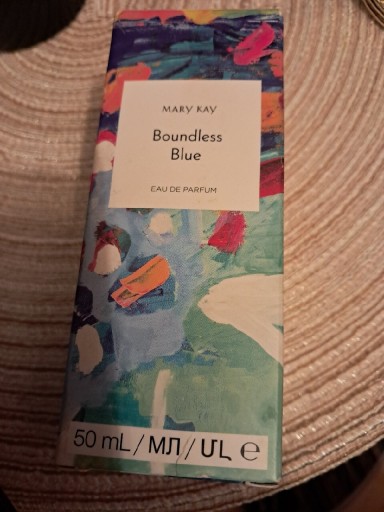 MARY KAY
Boundless
Blue
EAU DE PARFUM
50 mL / МЛ / ՄԼ ℮